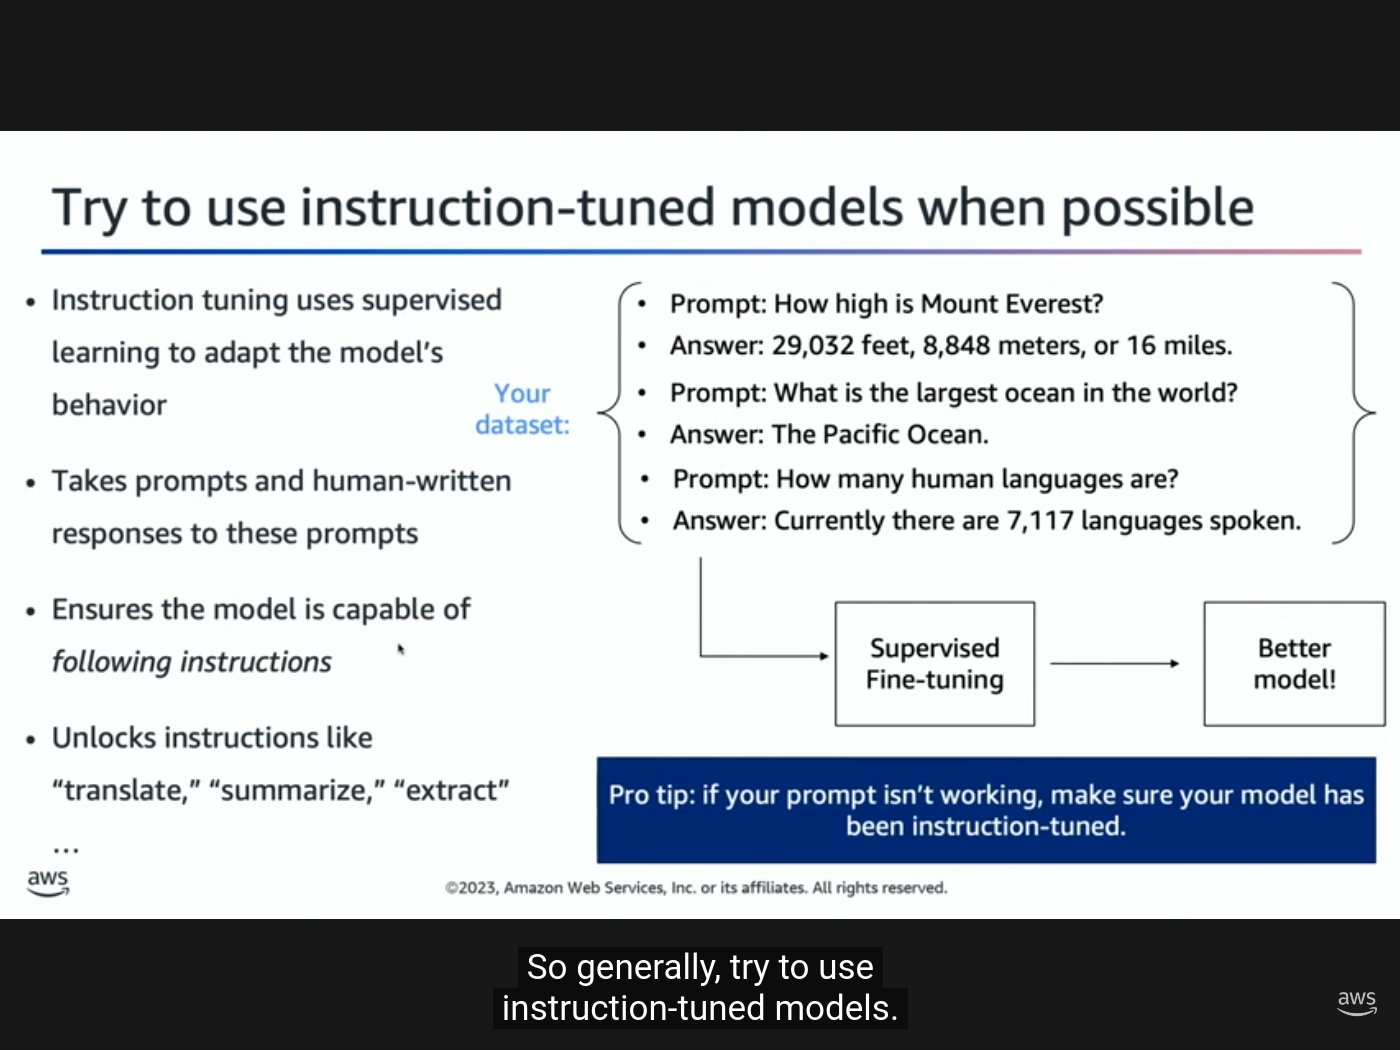 Try to use instruction-tuned models when possible
• Instruction tuning uses supervised
learning to adapt the model’s
behavior
• Takes prompts and human-written
responses to these prompts
• Ensures the model is capable of
following instructions
• Unlocks instructions like
“translate,” “summarize,” “extract”
…
Your
dataset:
• Prompt: How high is Mount Everest?
• Answer: 29,032 feet, 8,848 meters, or 16 miles.
• Prompt: What is the largest ocean in the world?
• Answer: The Pacific Ocean.
• Prompt: How many human languages are?
• Answer: Currently there are 7,117 languages spoken.
Supervised
Fine-tuning
Better
model!
Pro tip: if your prompt isn’t working, make sure your model has
been instruction-tuned.
aws
©2023, Amazon Web Services, Inc. or its affiliates. All rights reserved.
So generally, try to use
instruction-tuned models.
aws